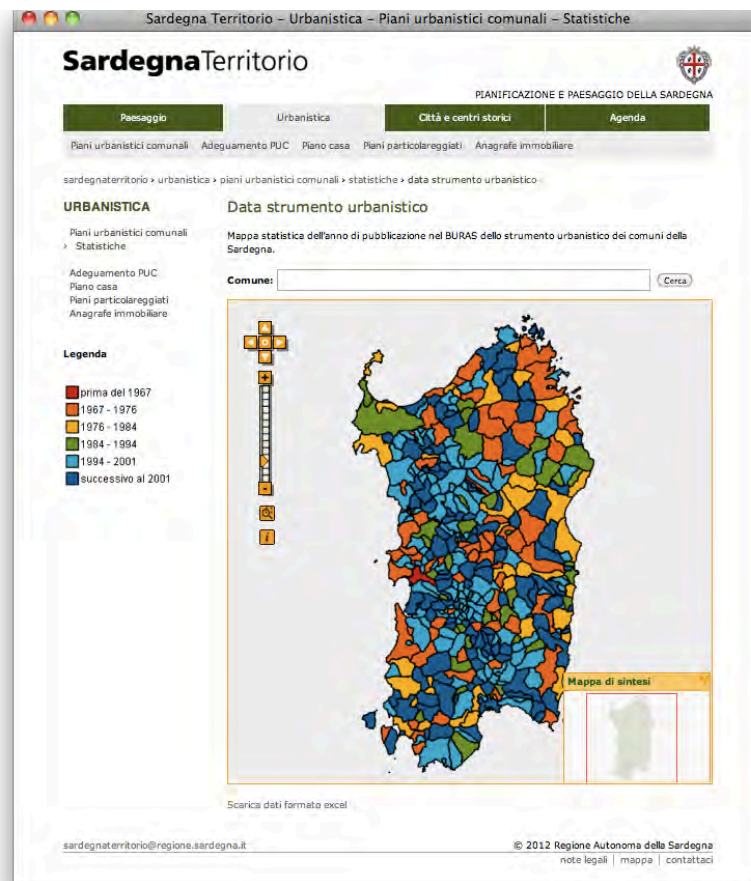 Sardegna Territorio – Urbanistica – Piani urbanistici comunali – Statistiche
SardegnaTerritorio
PIANIFICAZIONE E PAESAGGIO DELLA SARDEGNA
Paesaggio Urbanistica Città e centri storici Agenda
Piani urbanistici comunali Adeguamento PUC Piano casa Piani particolareggiati Anagrafe immobiliare
sardegnaterritorio › urbanistica › piani urbanistici comunali › statistiche › data strumento urbanistico
URBANISTICA
Piani urbanistici comunali
› Statistiche
Adeguamento PUC
Piano casa
Piani particolareggiati
Anagrafe immobiliare
Legenda
prima del 1967
1967 - 1976
1976 - 1984
1984 - 1994
1994 - 2001
successivo al 2001
Data strumento urbanistico
Mappa statistica dell'anno di pubblicazione nel BURAS dello strumento urbanistico dei comuni della
Sardegna.
Comune: Cerca
+
-
i
Mappa di sintesi
Scarica dati formato excel
sardegnaterritorio@regione.sardegna.it
© 2012 Regione Autonoma della Sardegna
note legali | mappa | contattaci